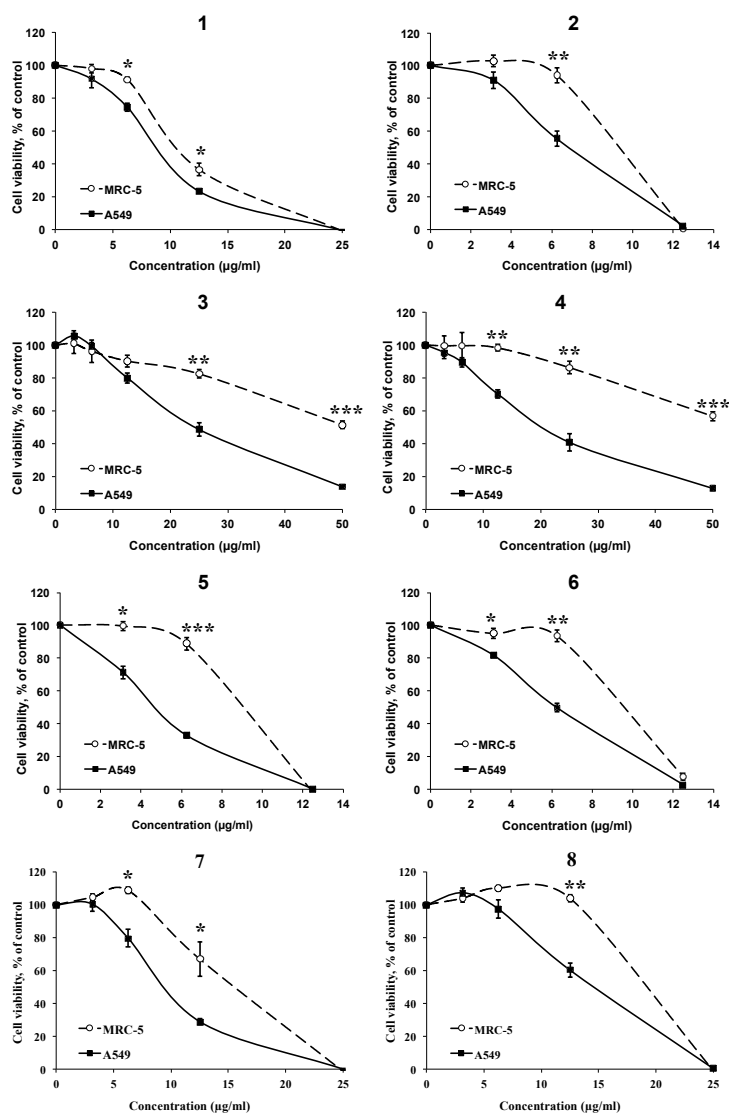 1
2
Cell viability, % of control
120
100
80
60
40
20
0
*
*
MRC-5
A549
0 5 10 15 20 25
Concentration (µg/ml)
Cell viability, % of control
120
100
80
60
40
20
0
**
MRC-5
A549
0 2 4 6 8 10 12 14
Concentration (µg/ml)
3
4
Cell viability, % of control
120
100
80
60
40
20
0
**
***
MRC-5
A549
0 10 20 30 40 50
Concentration (µg/ml)
Cell viability, % of control
120
100
80
60
40
20
0
**
**
***
MRC-5
A549
0 10 20 30 40 50
Concentration (µg/ml)
5
6
Cell viability, % of control
120
100
80
60
40
20
0
*
***
MRC-5
A549
0 2 4 6 8 10 12 14
Concentration (µg/ml)
Cell viability, % of control
120
100
80
60
40
20
0
*
**
MRC-5
A549
0 2 4 6 8 10 12 14
Concentration (µg/ml)
7
8
Cell viability, % of control
120
100
80
60
40
20
0
*
*
MRC-5
A549
0 5 10 15 20 25
Concentration (µg/ml)
Cell viability, % of control
120
100
80
60
40
20
0
**
MRC-5
A549
0 5 10 15 20 25
Concentration (µg/ml)